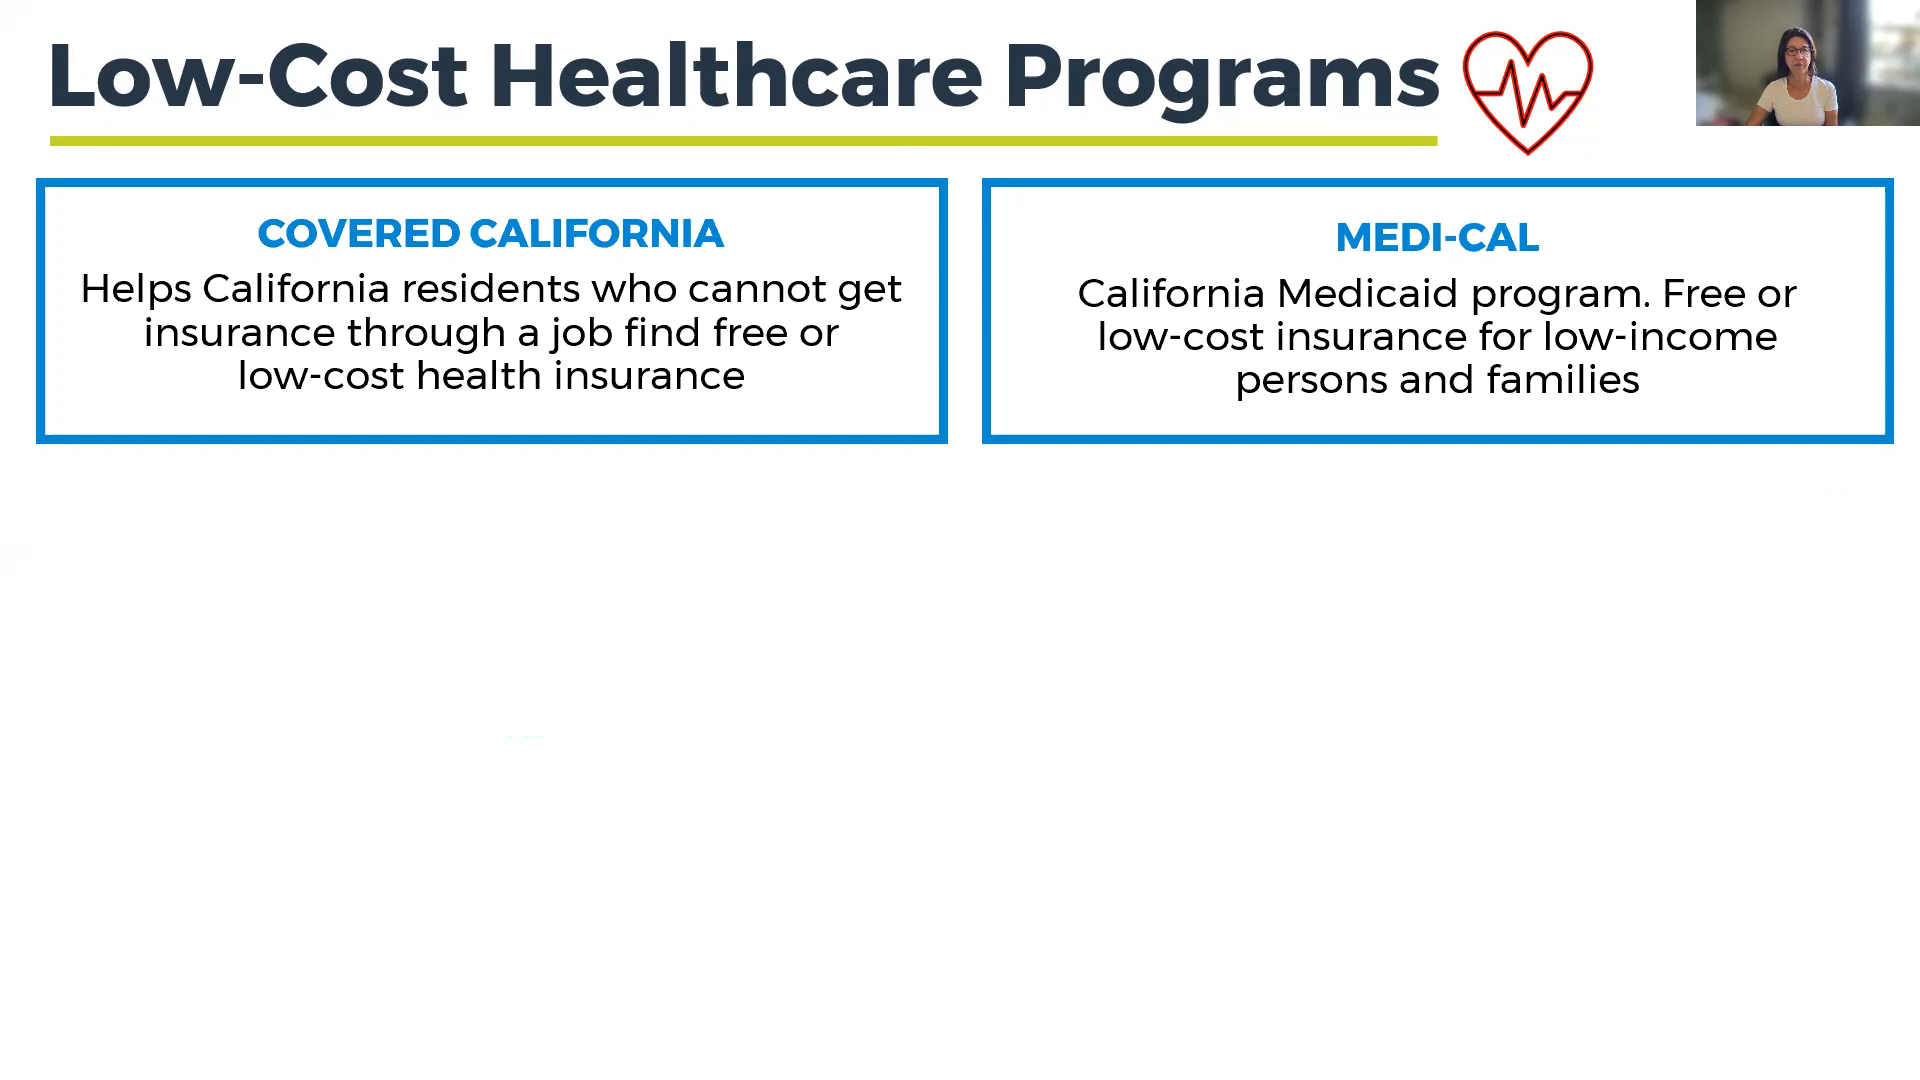 Low-Cost Healthcare Programs
COVERED CALIFORNIA
Helps California residents who cannot get
insurance through a job find free or
low-cost health insurance
MEDI-CAL
California Medicaid program. Free or
low-cost insurance for low-income
persons and families